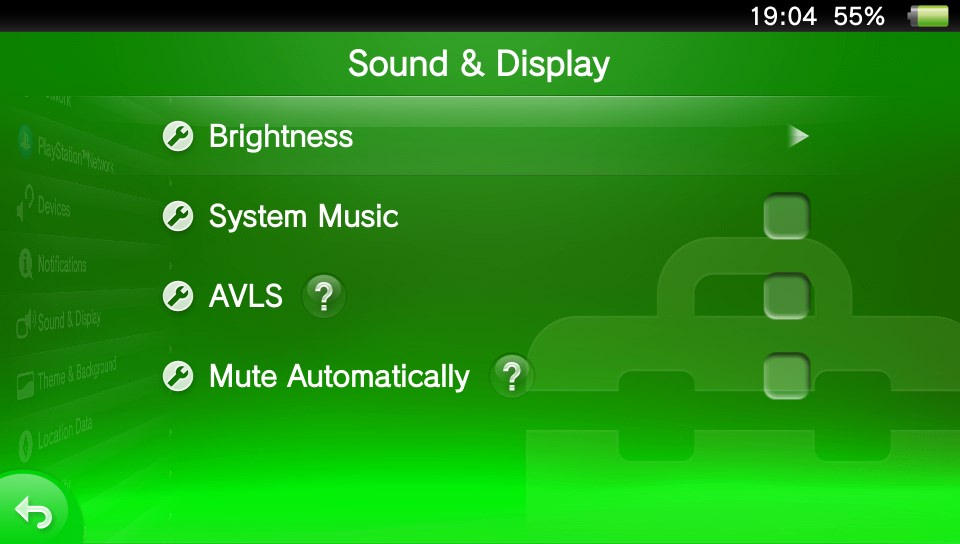 19:04 55%
Sound & Display
PlayStation™Network
Devices
Notifications
Sound & Display
Theme & Background
Location Data
Brightness
System Music
AVLS ?
Mute Automatically ?